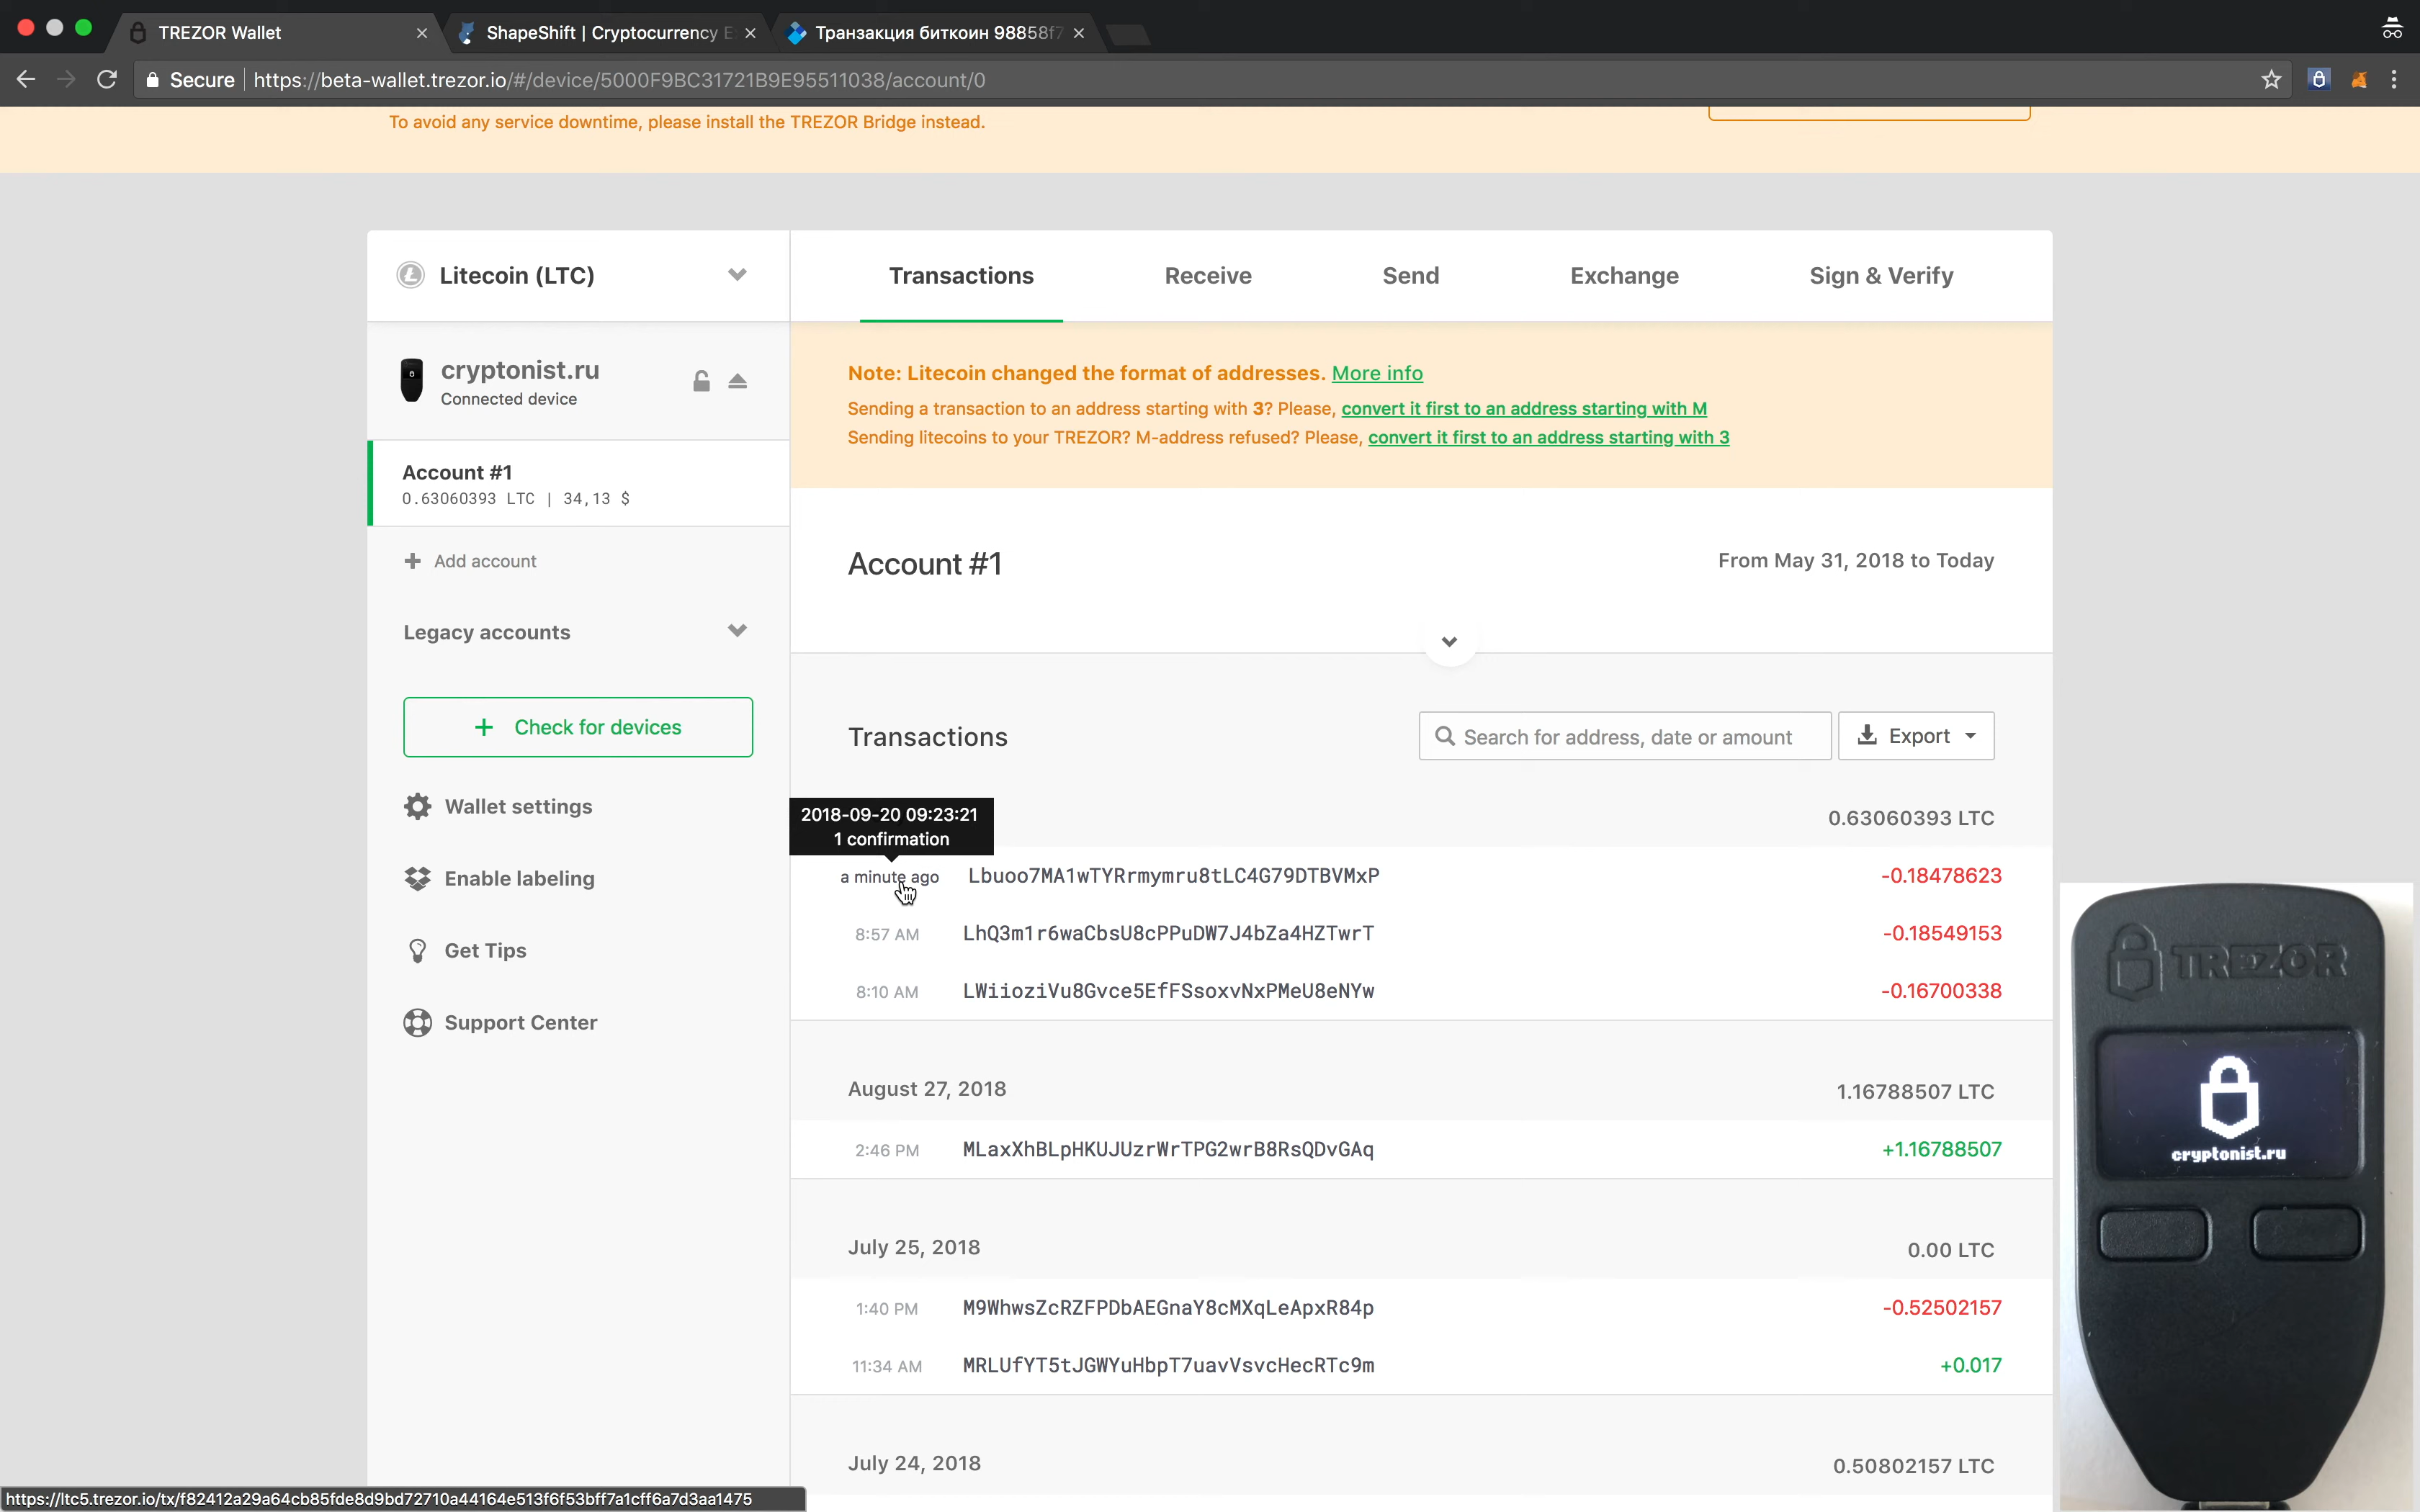 TREZOR Wallet
ShapeShift | Cryptocurrency E
Транзакция биткоин 98858f7
Secure
https://beta-wallet.trezor.io/#/device/5000F9BC31721B9E95511038/account/0
To avoid any service downtime, please install the TREZOR Bridge instead.
Litecoin (LTC)
Transactions
Receive
Send
Exchange
Sign & Verify
cryptonist.ru
Connected device
Account #1
0.63060393 LTC | 34,13 $
Add account
Legacy accounts
Check for devices
Wallet settings
Enable labeling
Get Tips
Support Center
Note: Litecoin changed the format of addresses. More info
Sending a transaction to an address starting with 3? Please, convert it first to an address starting with M
Sending litecoins to your TREZOR? M-address refused? Please, convert it first to an address starting with 3
Account #1
From May 31, 2018 to Today
Transactions
Search for address, date or amount
Export
2018-09-20 09:23:21
1 confirmation
0.63060393 LTC
a minute ago Lbuoo7MA1wTYRrmymru8tLC4G79DTBVMxP -0.18478623
8:57 AM LhQ3m1r6waCbsU8cPPuDW7J4bZa4HZTwrT -0.18549153
8:10 AM LWiioziVu8Gvce5EfFSsoxvNxPMeU8eNYw -0.16700338
August 27, 2018 1.16788507 LTC
2:46 PM MLaxXhBLpHKUJUzrWrTPG2wrB8RsQDvGAq +1.16788507
July 25, 2018 0.00 LTC
1:40 PM M9WhwsZcRZFPDbAEGnaY8cMXqLeApxR84p -0.52502157
11:34 AM MRLUfYT5tJGWYuHbpT7uavVsvcHecRTc9m +0.017
July 24, 2018 0.50802157 LTC
TREZOR
cryptonist.ru
https://ltc5.trezor.io/tx/f82412a29a64cb85fde8d9bd72710a44164e513f6f53bff7a1cff6a7d3aa1475